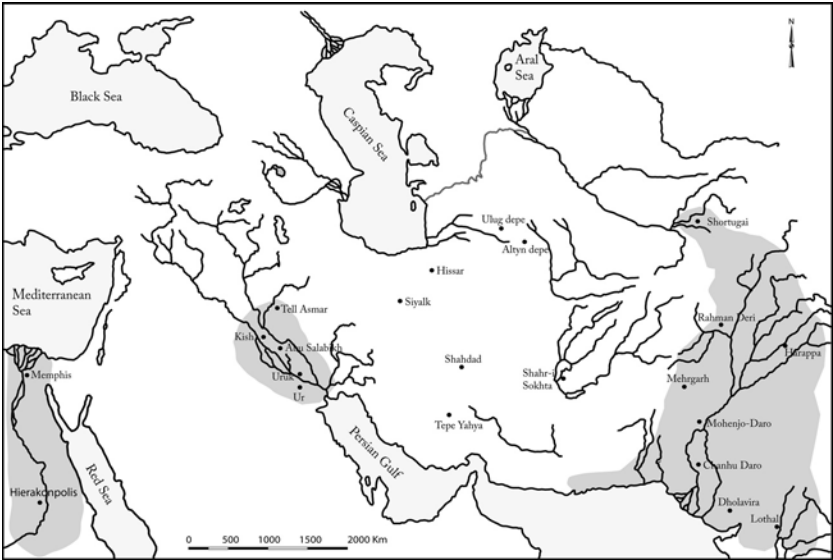 N
Aral
Sea
Black Sea
Caspian Sea
Ulug depe
Shortugai
Altyn depe
Mediterranean
Sea
Hissar
Siyalk
Tell Asmar
Rahman Deri
Kish
Abu Salabikh
Harappa
Shahdad
Uruk
Shahr-i
Sokhta
Memphis
Mehrgarh
Ur
Tepe Yahya
Mohenjo-Daro
Persian Gulf
Red Sea
Chanhu Daro
Hierakonpolis
Dholavira
Lothal
0 500 1000 2000 Km